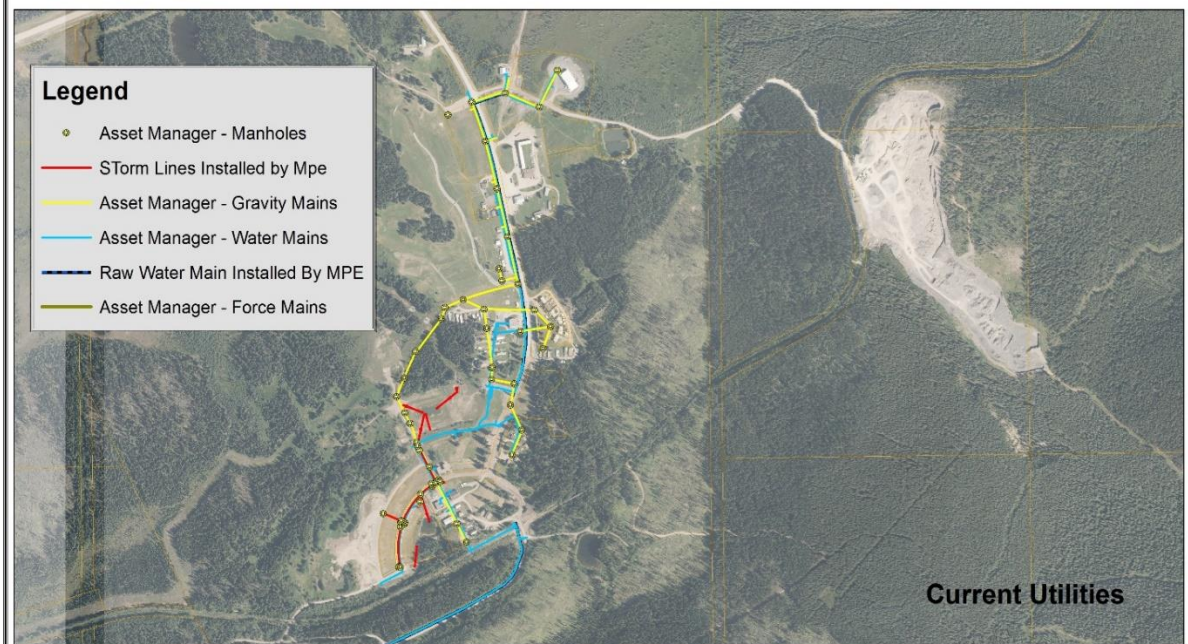 Legend
Asset Manager - Manholes
STorm Lines Installed by Mpe
Asset Manager - Gravity Mains
Asset Manager - Water Mains
Raw Water Main Installed By MPE
Asset Manager - Force Mains
Current Utilities